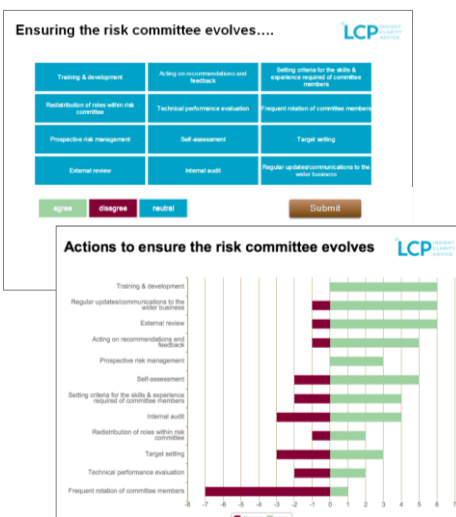 Ensuring the risk committee evolves....
LCP INSIGHT
CLARITY
ADVICE
Training & development
Acting on recommendations and
feedback
Setting criteria for the skills &
experience required of committee
members
Redistribution of roles within risk
committee
Technical performance evaluation
Frequent rotation of committee members
Prospective risk management
Self-assessment
Target setting
External review
Internal audit
Regular updates/communications to the
wider business
agree
disagree
neutral
Submit
Actions to ensure the risk committee evolves
LCP INSIGHT
CLARITY
ADVICE
Training & development
Regular updates/communications to the
wider business
External review
Acting on recommendations and
feedback
Prospective risk management
Self-assessment
Setting criteria for the skills & experience
required of committee members
Internal audit
Redistribution of roles within risk
committee
Target setting
Technical performance evaluation
Frequent rotation of committee members
-8 -7 -6 -5 -4 -3 -2 -1 0 1 2 3 4 5 6 7